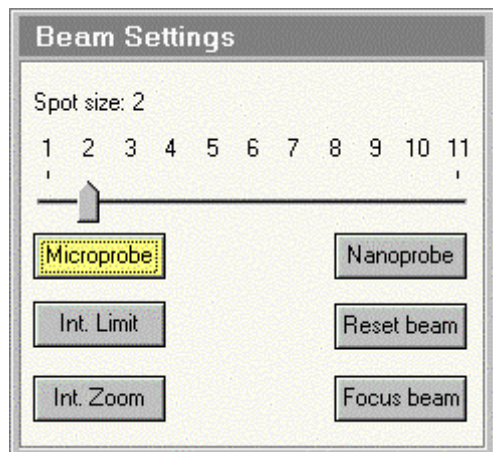 Beam Settings
Spot size: 2
1 2 3 4 5 6 7 8 9 10 11
Microprobe Nanoprobe
Int. Limit Reset beam
Int. Zoom Focus beam